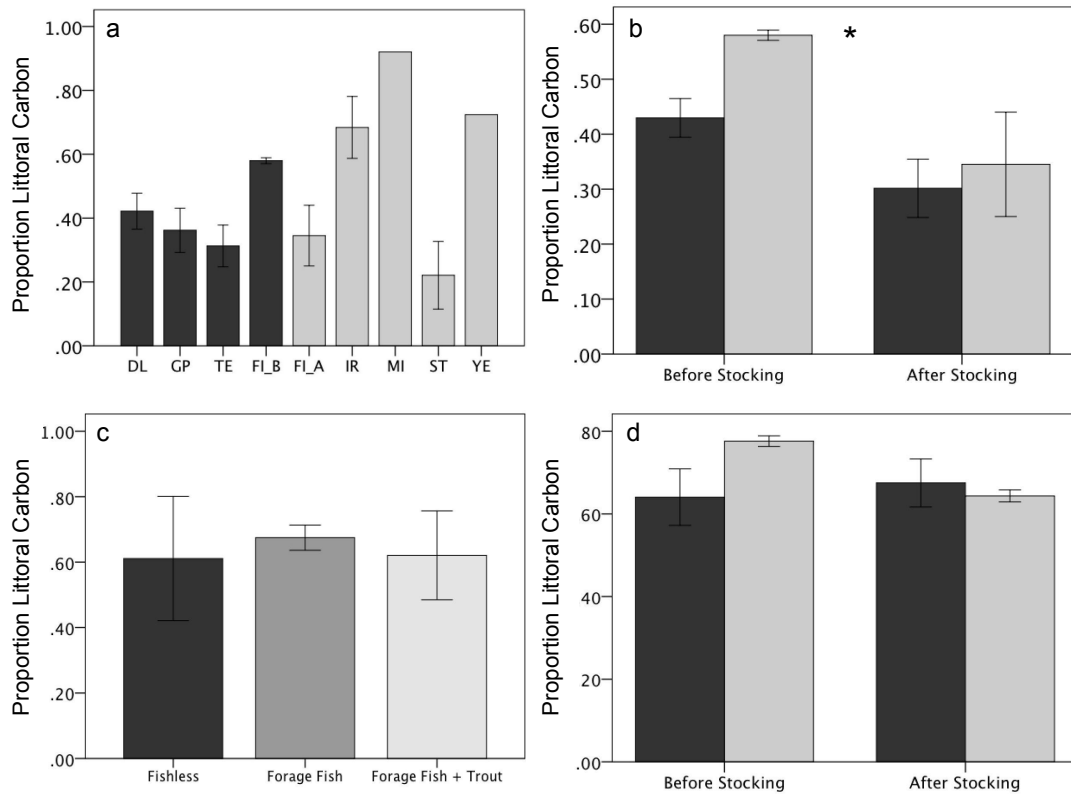 a
Proportion Littoral Carbon
1.00
.80
.60
.40
.20
.00
DL GP TE FI_B FI_A IR MI ST YE
b
*
Proportion Littoral Carbon
.60
.50
.40
.30
.20
.10
.00
Before Stocking After Stocking
c
Proportion Littoral Carbon
1.00
.80
.60
.40
.20
.00
Fishless Forage Fish Forage Fish + Trout
d
Proportion Littoral Carbon
80
60
40
20
.00
Before Stocking After Stocking